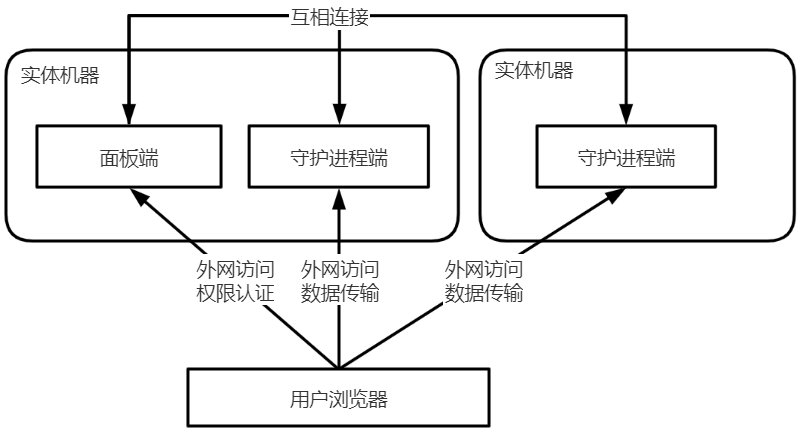 互相连接
实体机器
实体机器
面板端
守护进程端
守护进程端
外网访问
权限认证
外网访问
数据传输
外网访问
数据传输
用户浏览器